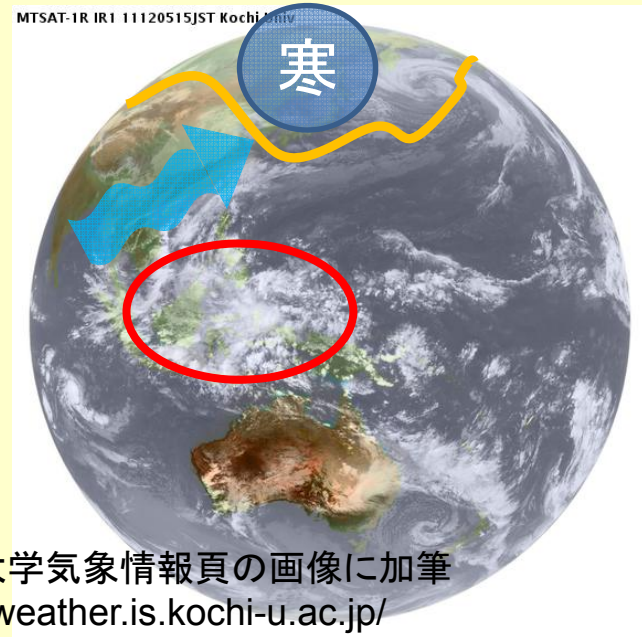 MTSAT-1R IR1 11120515JST Kochi Univ
寒
大学気象情報頁の画像に加筆
weather.is.kochi-u.ac.jp/